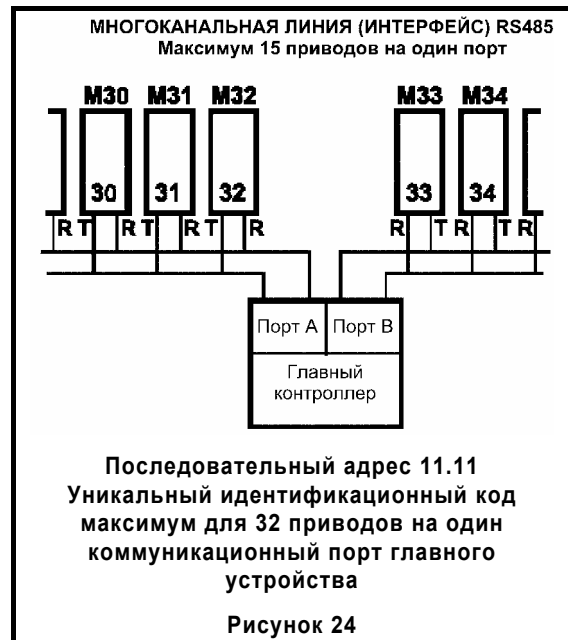 МНОГОКАНАЛЬНАЯ ЛИНИЯ (ИНТЕРФЕЙС) RS485
Максимум 15 приводов на один порт
M30 M31 M32 M33 M34
30 31 32 33 34
R T R T R T R R T R T R
Порт А Порт В
Главный
контроллер
Последовательный адрес 11.11
Уникальный идентификационный код
максимум для 32 приводов на один
коммуникационный порт главного
устройства
Рисунок 24